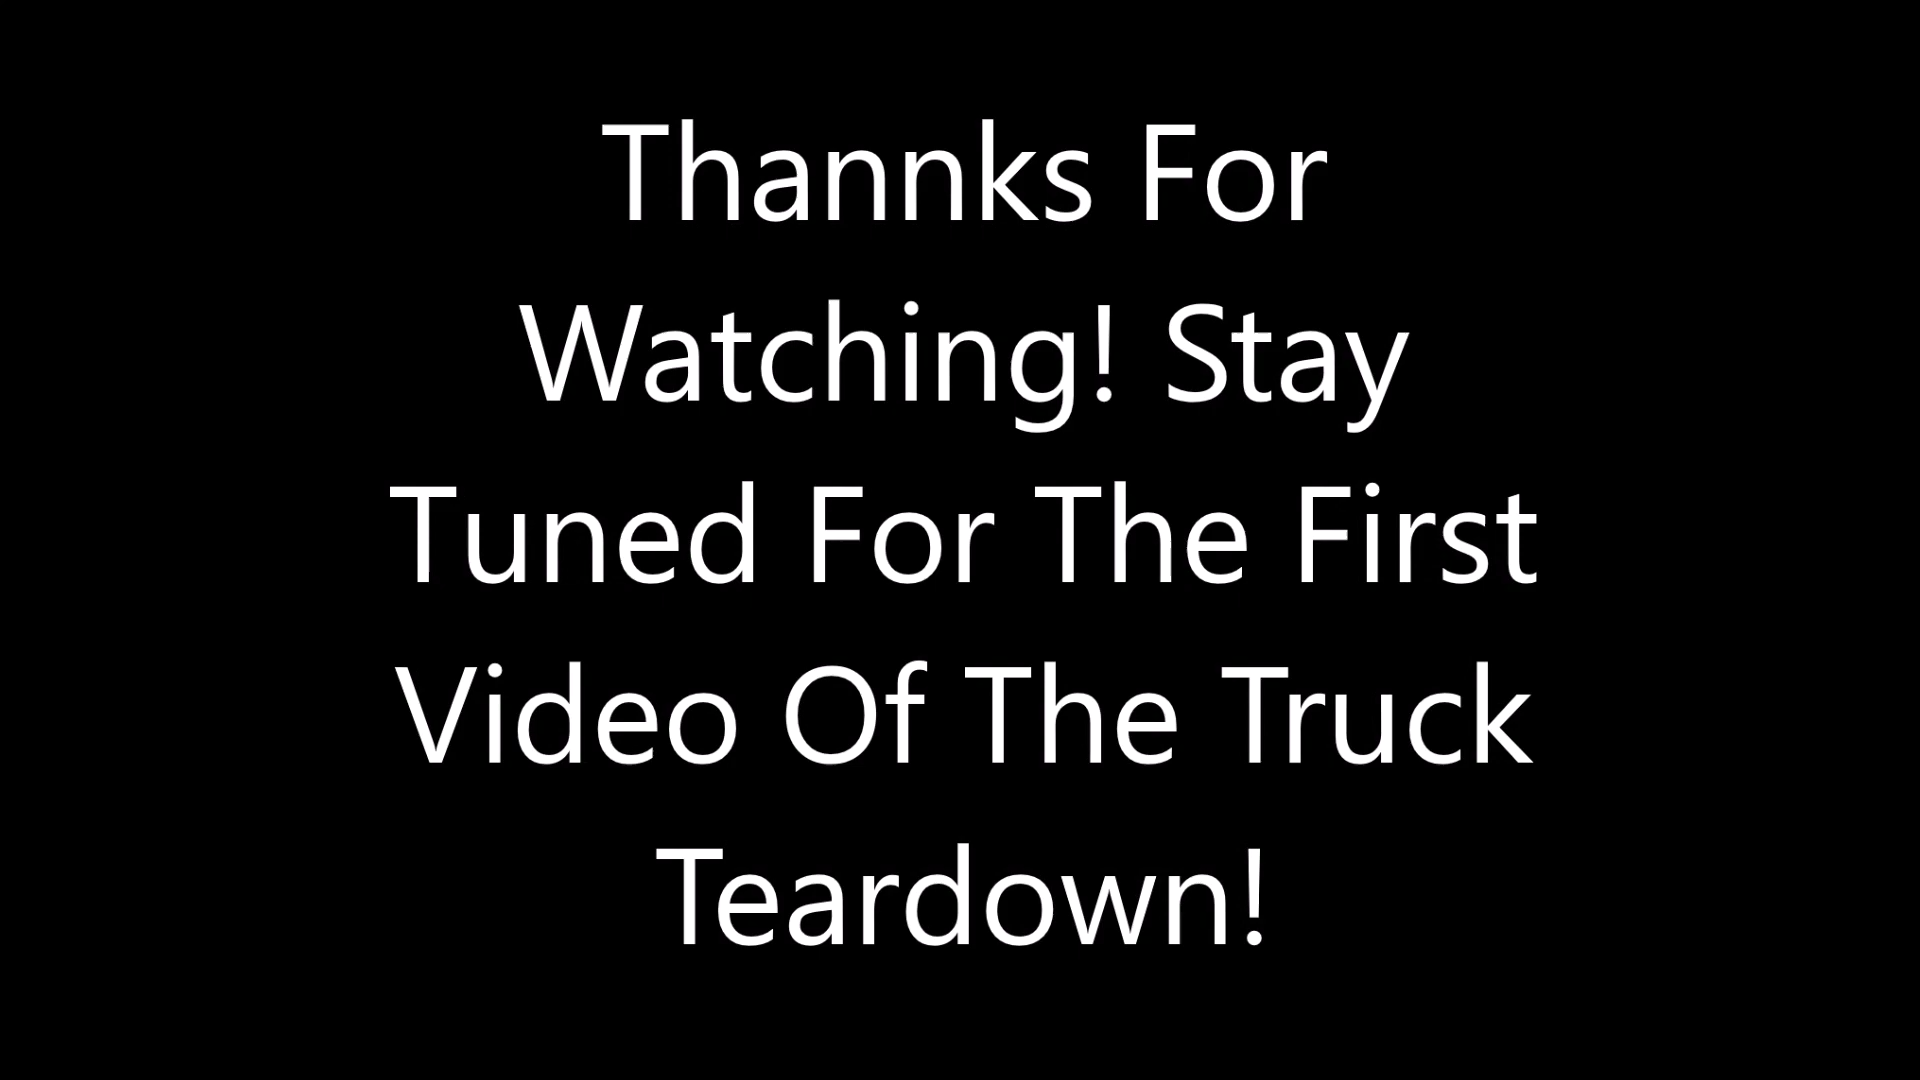 Thannks For
Watching! Stay
Tuned For The First
Video Of The Truck
Teardown!